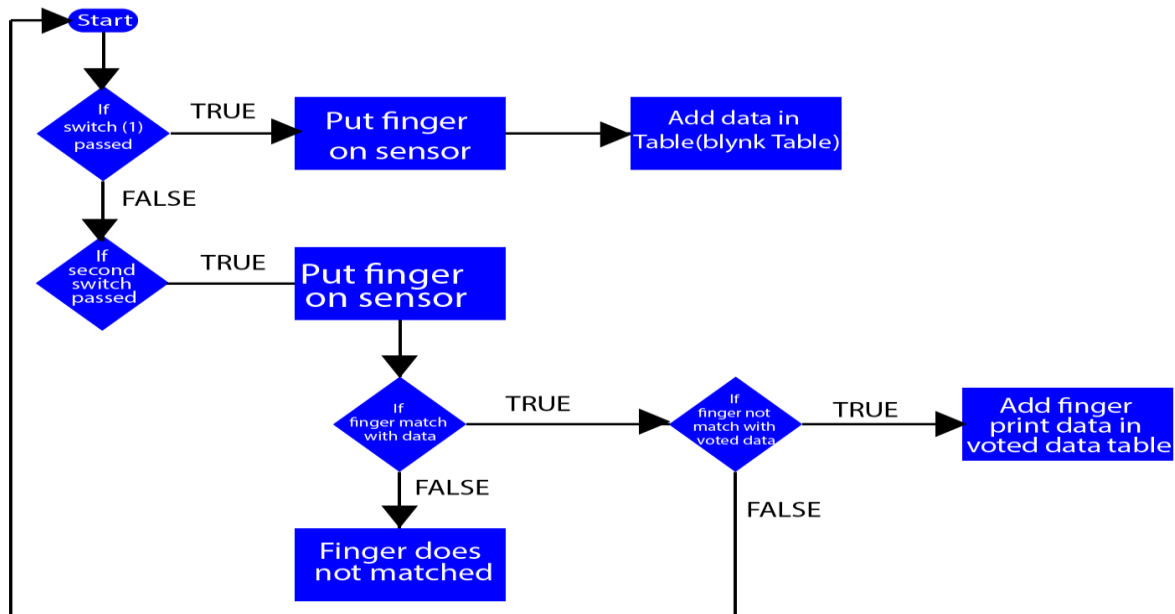 Start
If
switch (1)
passed
TRUE
Put finger
on sensor
Add data in
Table(blynk Table)
FALSE
If
second
switch
passed
TRUE
Put finger
on sensor
If
finger match
with data
TRUE
If
finger not
match with
voted data
TRUE
Add finger
print data in
voted data table
FALSE
FALSE
Finger does
not matched